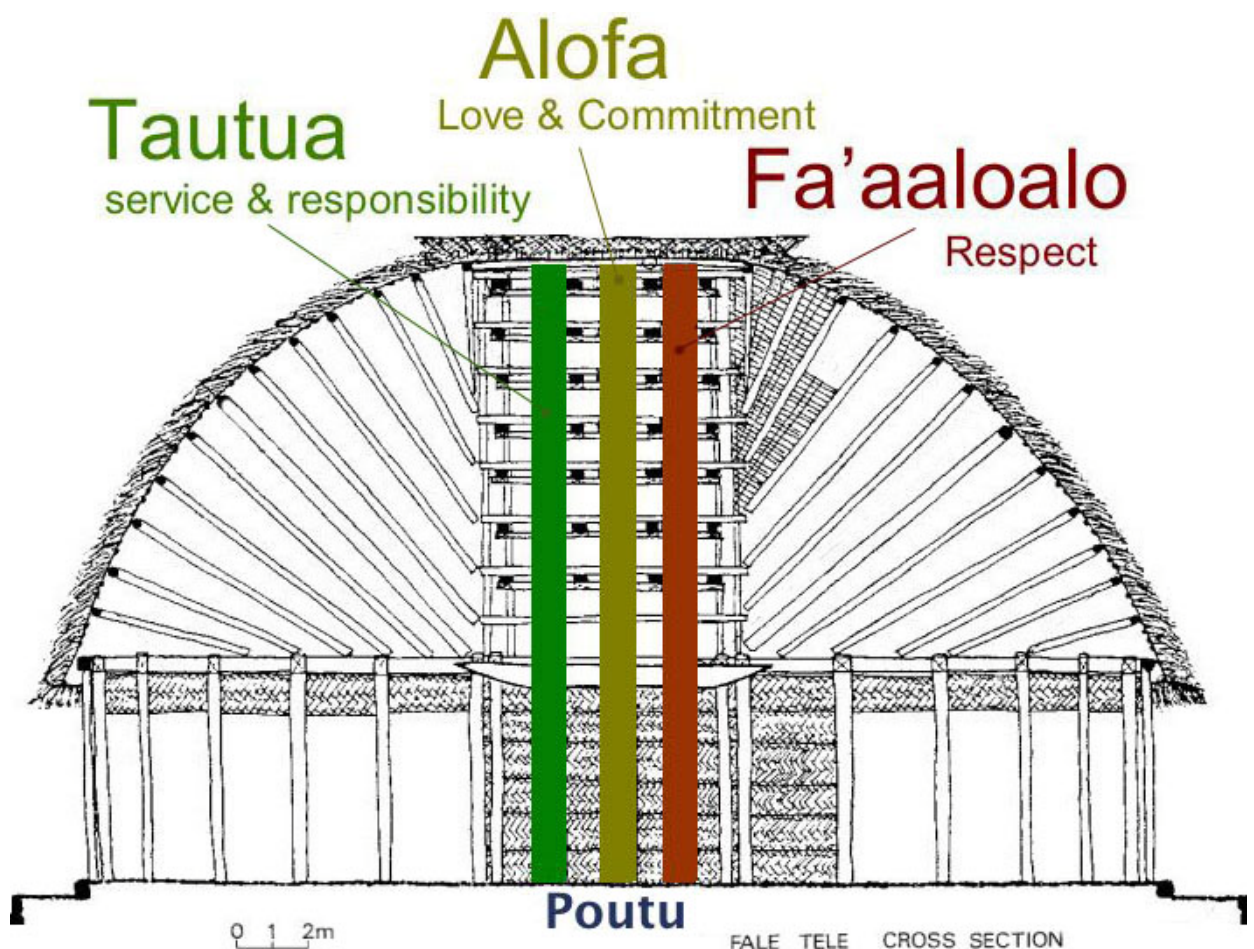 Alofa
Love & Commitment
Tautua
service & responsibility
Fa'aaloalo
Respect
Poutu
0 1 2m
FALE TELE CROSS SECTION